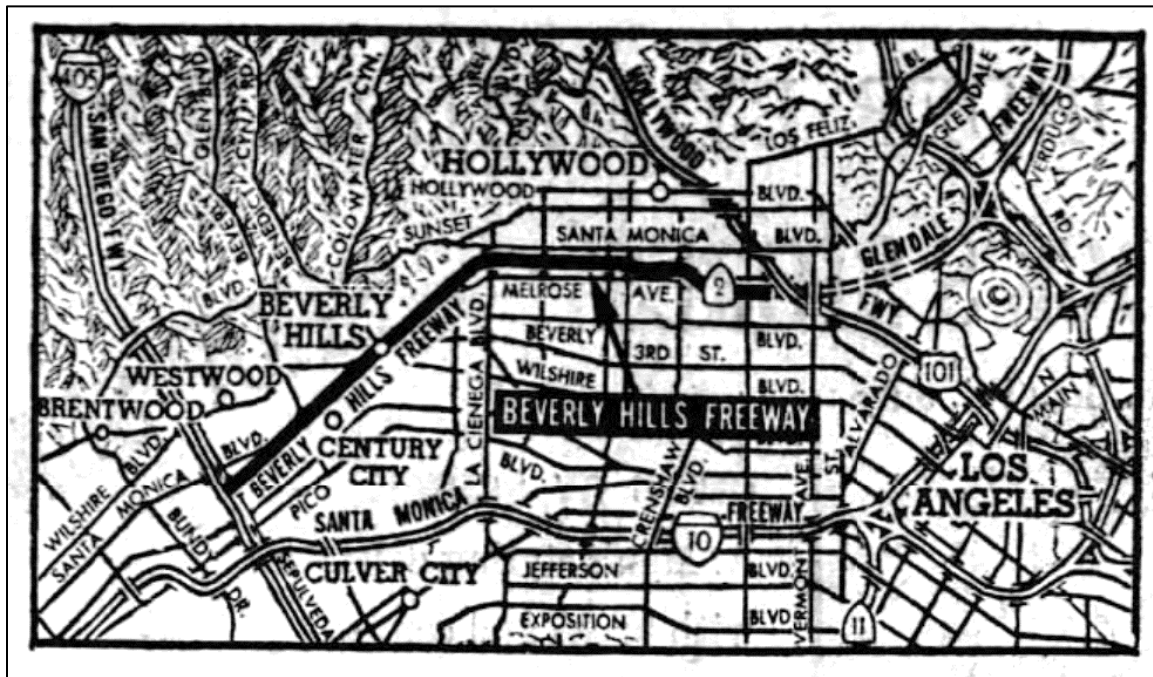 405
SAN DIEGO FWY
BEVERLY GLEN BLVD
BENEDICT CYN. RD.
COLDWATER CYN.
LAUREL
BLVD.
HOLLYWOOD
FREEWAY
LOS FELIZ
BL
GLENDALE
VERDUGO
RD
HOLLYWOOD
HOLLYWOOD
BLVD.
SUNSET
SANTA MONICA
BLVD.
BLVD.
GLENDALE
FWY
2
MELROSE
AVE.
BEVERLY
HILLS
BEVERLY HILLS FREEWAY
LA CIENEGA BLVD.
BEVERLY
BLVD.
3RD ST.
WILSHIRE
BLVD.
101
N MAIN
ALVARADO
ST.
WESTWOOD
BRENTWOOD
BEVERLY HILLS FREEWAY
BLVD.
CENTURY
CITY
LOS
ANGELES
WILSHIRE
BLVD.
SANTA MONICA
BUNDY
DR.
PICO
BLVD.
SANTA MONICA
FREEWAY
CRENSHAW
BLVD.
10
VERMONT AVE.
CULVER CITY
SEPULVEDA
JEFFERSON
BLVD.
EXPOSITION
BLVD
11